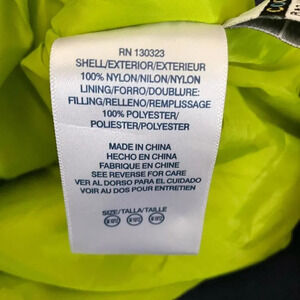 RN 130323
SHELL/EXTERIOR/EXTERIEUR
100% NYLON/NILON/NYLON
LINING/FORRO/DOUBLURE:
FILLING/RELLENO/REMPLISSAGE
100% POLYESTER/
POLIESTER/POLYESTER
MADE IN CHINA
HECHO EN CHINA
FABRIQUE EN CHINE
SEE REVERSE FOR CARE
VER AL DORSO PARA EL CUIDADO
VOIR AU DOS POUR ENTRETIEN
SIZE/TALLA/TAILLE: